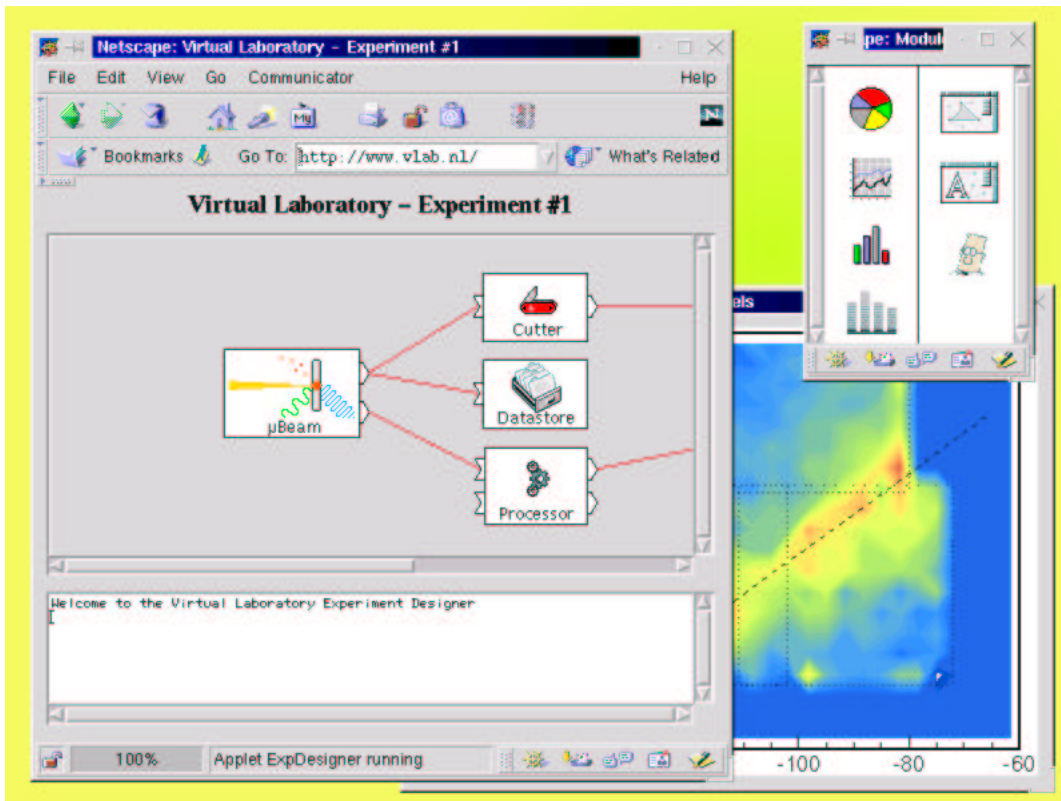 Netscape: Virtual Laboratory – Experiment #1
File Edit View Go Communicator Help
My
N
Bookmarks Go To: http://www.vlab.nl/ What's Related
Virtual Laboratory – Experiment #1
Cutter
Datastore
µBeam
Processor
Welcome to the Virtual Laboratory Experiment Designer
100% Applet ExpDesigner running
pe: Modul
A
els
-100 -80 -60